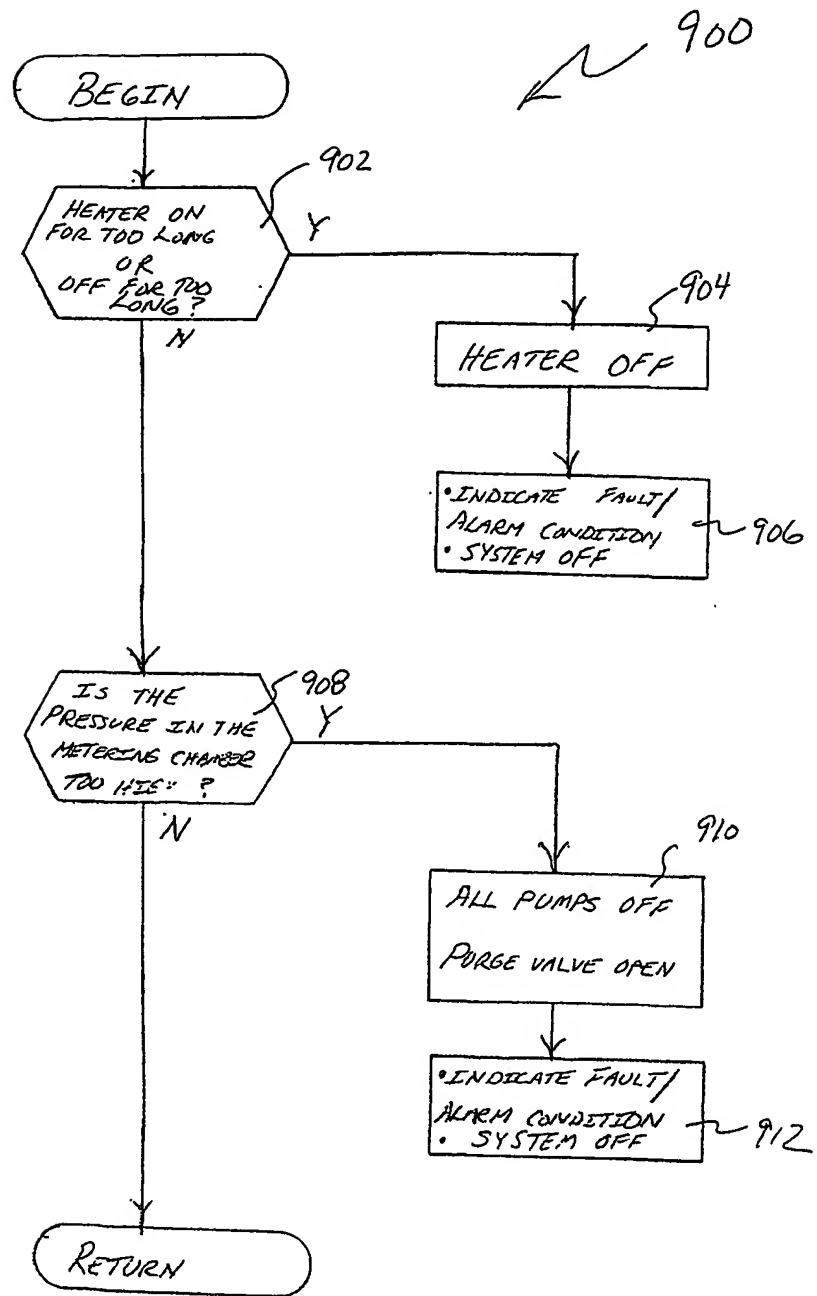 900
BEGIN
902
HEATER ON
FOR TOO LONG
OR
OFF FOR TOO
LONG?
Y
N
904
HEATER OFF
•INDICATE FAULT/
ALARM CONDITION
• SYSTEM OFF
906
IS THE
PRESSURE IN THE
METERING CHAMBER
TOO ?
908
Y
N
910
ALL PUMPS OFF
PURGE VALVE OPEN
•INDICATE FAULT/
ALARM CONDITION
• SYSTEM OFF
912
RETURN